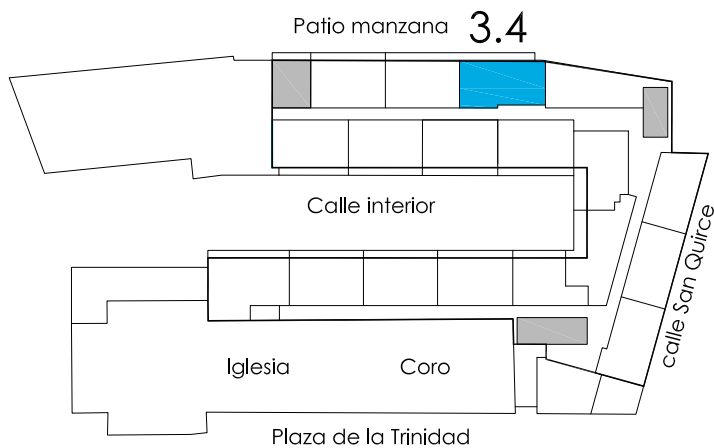 Patio manzana 3.4
Calle interior
calle San Quirce
Iglesia
Coro
Plaza de la Trinidad